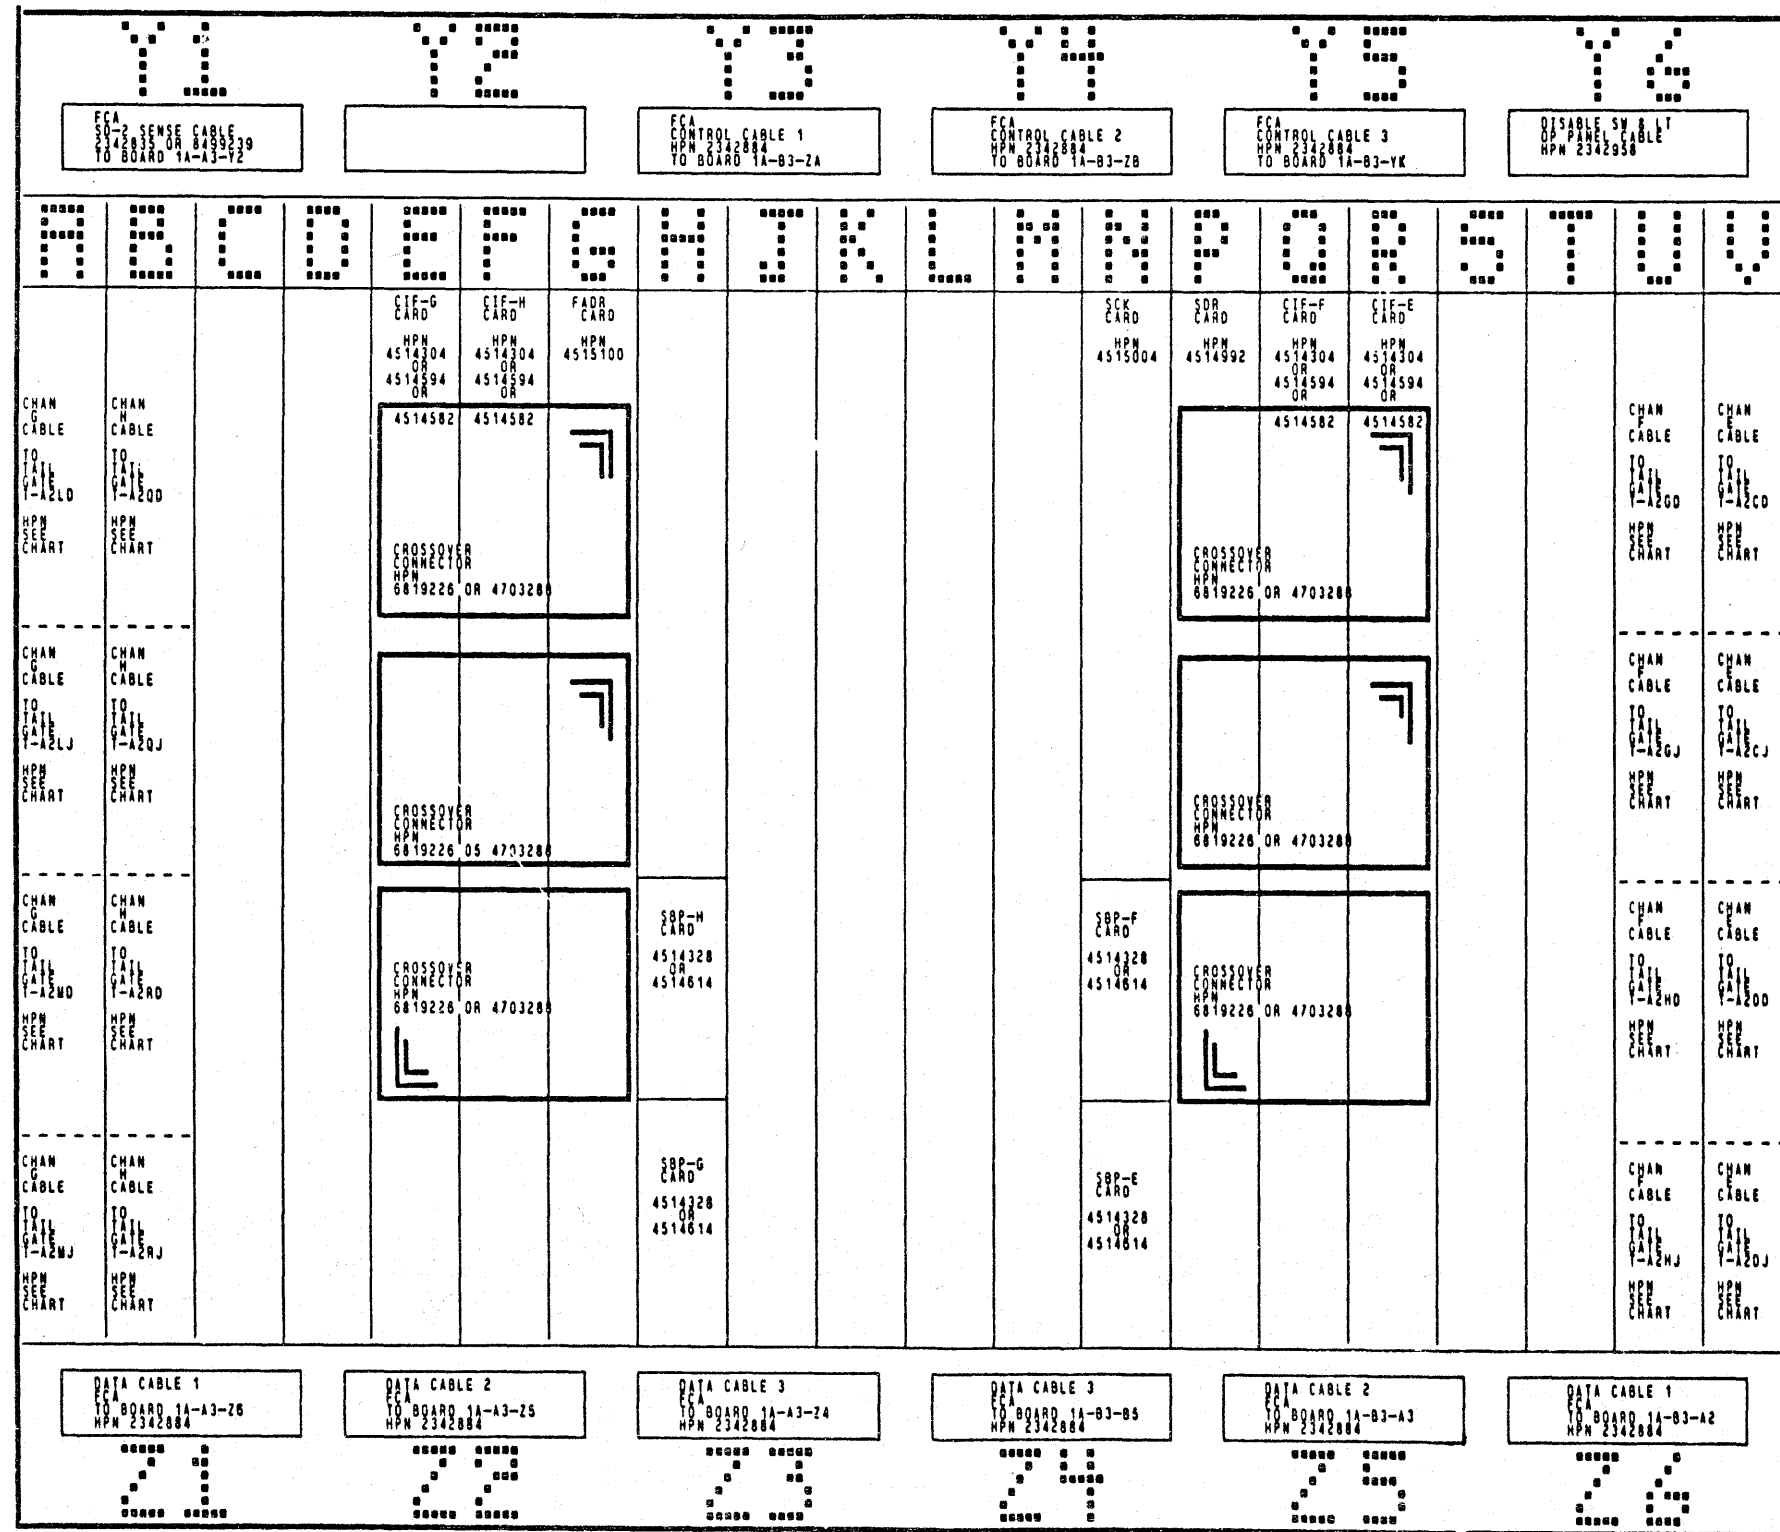 Y1 Y2 Y3 Y4 Y5 Y6
FCA
SD-2 SENSE CABLE
2342835 OR 8499239
TO BOARD 1A-A3-Y2
FCA
CONTROL CABLE 1
HPN 2342884
TO BOARD 1A-B3-ZA
FCA
CONTROL CABLE 2
HPN 2342884
TO BOARD 1A-B3-ZB
FCA
CONTROL CABLE 3
HPN 2342884
TO BOARD 1A-B3-YK
DISABLE SW & LT
OP PANEL CABLE
HPN 2342958
A B C D E F G H J K L M N P Q R S T U V
CIF-G
CARD
HPN
4514304
OR
4514594
OR
4514582
CIF-H
CARD
HPN
4514304
OR
4514594
OR
4514582
FADR
CARD
HPN
4515100
SCK
CARD
HPN
4515004
SDR
CARD
HPN
4514992
CIF-F
CARD
HPN
4514304
OR
4514594
OR
4514582
CIF-E
CARD
HPN
4514304
OR
4514594
OR
4514582
CHAN
G
CABLE
TO
TAIL
GATE
T-A2LD
HPN
SEE
CHART
CHAN
H
CABLE
TO
TAIL
GATE
T-A2QD
HPN
SEE
CHART
CROSSOVER
CONNECTOR
HPN
6819226 OR 4703288
CROSSOVER
CONNECTOR
HPN
6819226 OR 4703288
CHAN
F
CABLE
TO
TAIL
GATE
T-A2GD
HPN
SEE
CHART
CHAN
E
CABLE
TO
TAIL
GATE
T-A2CD
HPN
SEE
CHART
CHAN
G
CABLE
TO
TAIL
GATE
T-A2LJ
HPN
SEE
CHART
CHAN
H
CABLE
TO
TAIL
GATE
T-A2QJ
HPN
SEE
CHART
CROSSOVER
CONNECTOR
HPN
6819226 05 4703288
CROSSOVER
CONNECTOR
HPN
6819226 OR 4703288
CHAN
F
CABLE
TO
TAIL
GATE
T-A2GJ
HPN
SEE
CHART
CHAN
E
CABLE
TO
TAIL
GATE
T-A2CJ
HPN
SEE
CHART
CHAN
G
CABLE
TO
TAIL
GATE
T-A2MD
HPN
SEE
CHART
CHAN
H
CABLE
TO
TAIL
GATE
T-A2RD
HPN
SEE
CHART
CROSSOVER
CONNECTOR
HPN
6819226 OR 4703288
SBP-H
CARD
4514328
OR
4514614
SBP-F
CARD
4514328
OR
4514614
CROSSOVER
CONNECTOR
HPN
6819226 OR 4703288
CHAN
F
CABLE
TO
TAIL
GATE
T-A2HD
HPN
SEE
CHART
CHAN
E
CABLE
TO
TAIL
GATE
T-A2DD
HPN
SEE
CHART
CHAN
G
CABLE
TO
TAIL
GATE
T-A2MJ
HPN
SEE
CHART
CHAN
H
CABLE
TO
TAIL
GATE
T-A2RJ
HPN
SEE
CHART
SBP-G
CARD
4514328
OR
4514614
SBP-E
CARD
4514328
OR
4514614
CHAN
F
CABLE
TO
TAIL
GATE
T-A2HJ
HPN
SEE
CHART
CHAN
E
CABLE
TO
TAIL
GATE
T-A2DJ
HPN
SEE
CHART
DATA CABLE 1
FCA
TO BOARD 1A-A3-Z6
HPN 2342884
DATA CABLE 2
FCA
TO BOARD 1A-A3-Z5
HPN 2342884
DATA CABLE 3
FCA
TO BOARD 1A-A3-Z4
HPN 2342884
DATA CABLE 3
FCA
TO BOARD 1A-B3-B5
HPN 2342884
DATA CABLE 2
FCA
TO BOARD 1A-B3-A3
HPN 2342884
DATA CABLE 1
FCA
TO BOARD 1A-B3-A2
HPN 2342884
Z1 Z2 Z3 Z4 Z5 Z6